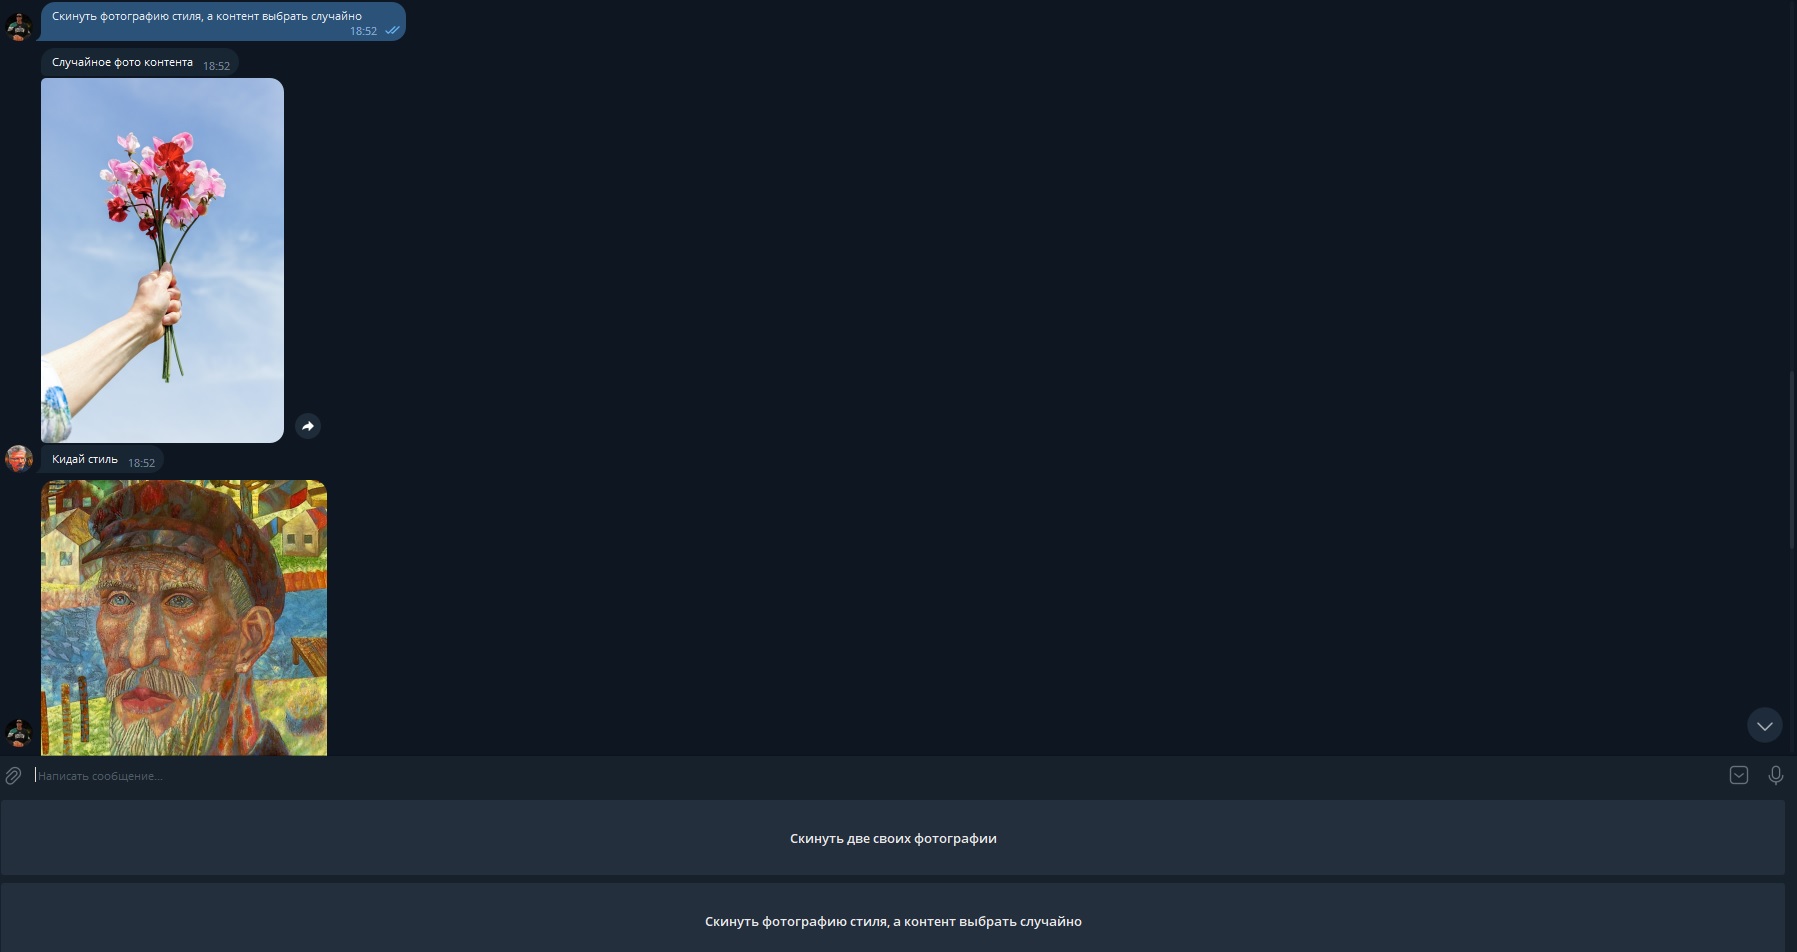 Скинуть фотографию стиля, а контент выбрать случайно
18:52
Случайное фото контента 18:52
Кидай стиль 18:52
Написать сообщение...
Скинуть две своих фотографии
Скинуть фотографию стиля, а контент выбрать случайно